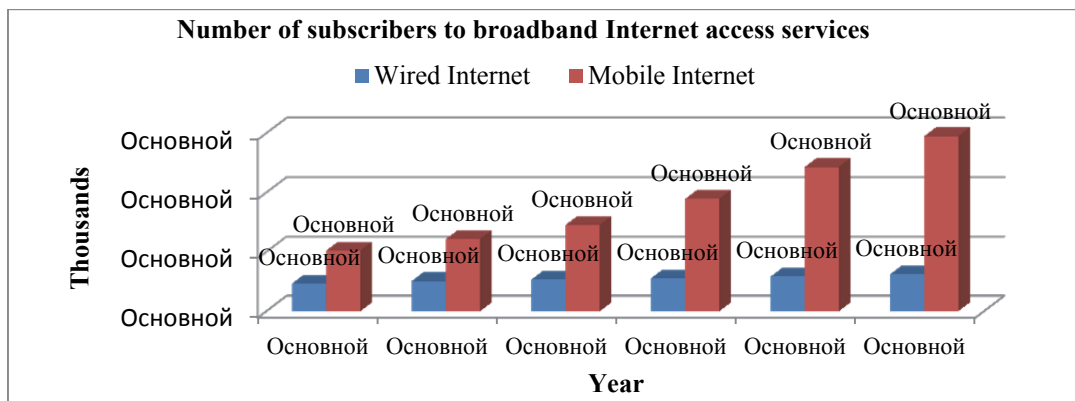 Number of subscribers to broadband Internet access services
Wired Internet Mobile Internet
Основной
Основной
Основной
Основной
Thousands
Основной
Основной
Основной
Основной
Основной
Основной
Основной
Основной
Основной
Основной
Основной
Основной
Основной Основной Основной Основной Основной Основной
Year